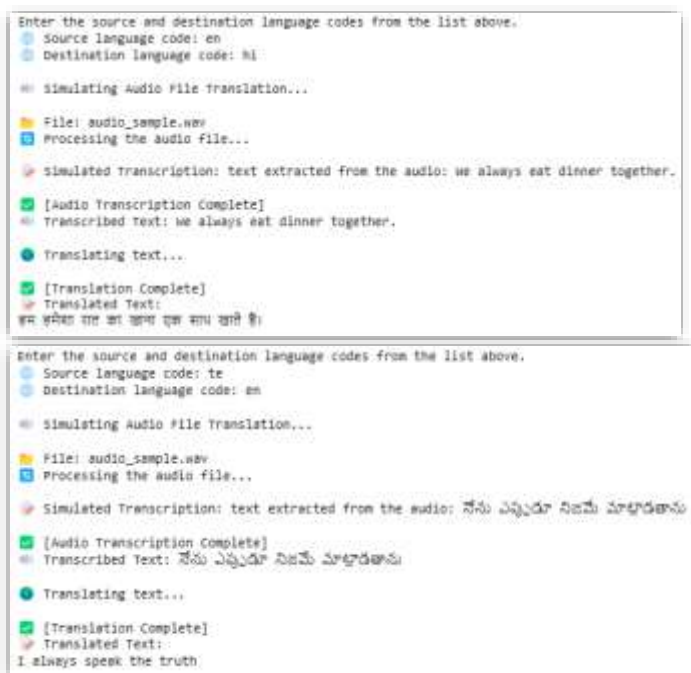 Enter the source and destination language codes from the list above.
Source language code: en
Destination language code: hi
Simulating Audio File Translation...
File: audio_sample.wav
Processing the audio file...
Simulated Transcription: text extracted from the audio: We always eat dinner together.
[Audio Transcription Complete]
Transcribed Text: We always eat dinner together.
Translating text...
[Translation Complete]
Translated Text:
हम हमेशा रात का खाना एक साथ खाते हैं।
Enter the source and destination language codes from the list above.
Source language code: te
Destination language code: en
Simulating Audio File Translation...
File: audio_sample.wav
Processing the audio file...
Simulated Transcription: text extracted from the audio: నేను ఎప్పుడూ నిజమే మాట్లాడతాను
[Audio Transcription Complete]
Transcribed Text: నేను ఎప్పుడూ నిజమే మాట్లాడతాను
Translating text...
[Translation Complete]
Translated Text:
I always speak the truth